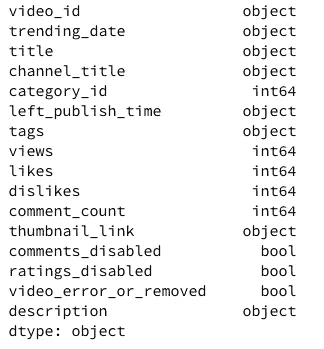 video_id object
trending_date object
title object
channel_title object
category_id int64
left_publish_time object
tags object
views int64
likes int64
dislikes int64
comment_count int64
thumbnail_link object
comments_disabled bool
ratings_disabled bool
video_error_or_removed bool
description object
dtype: object